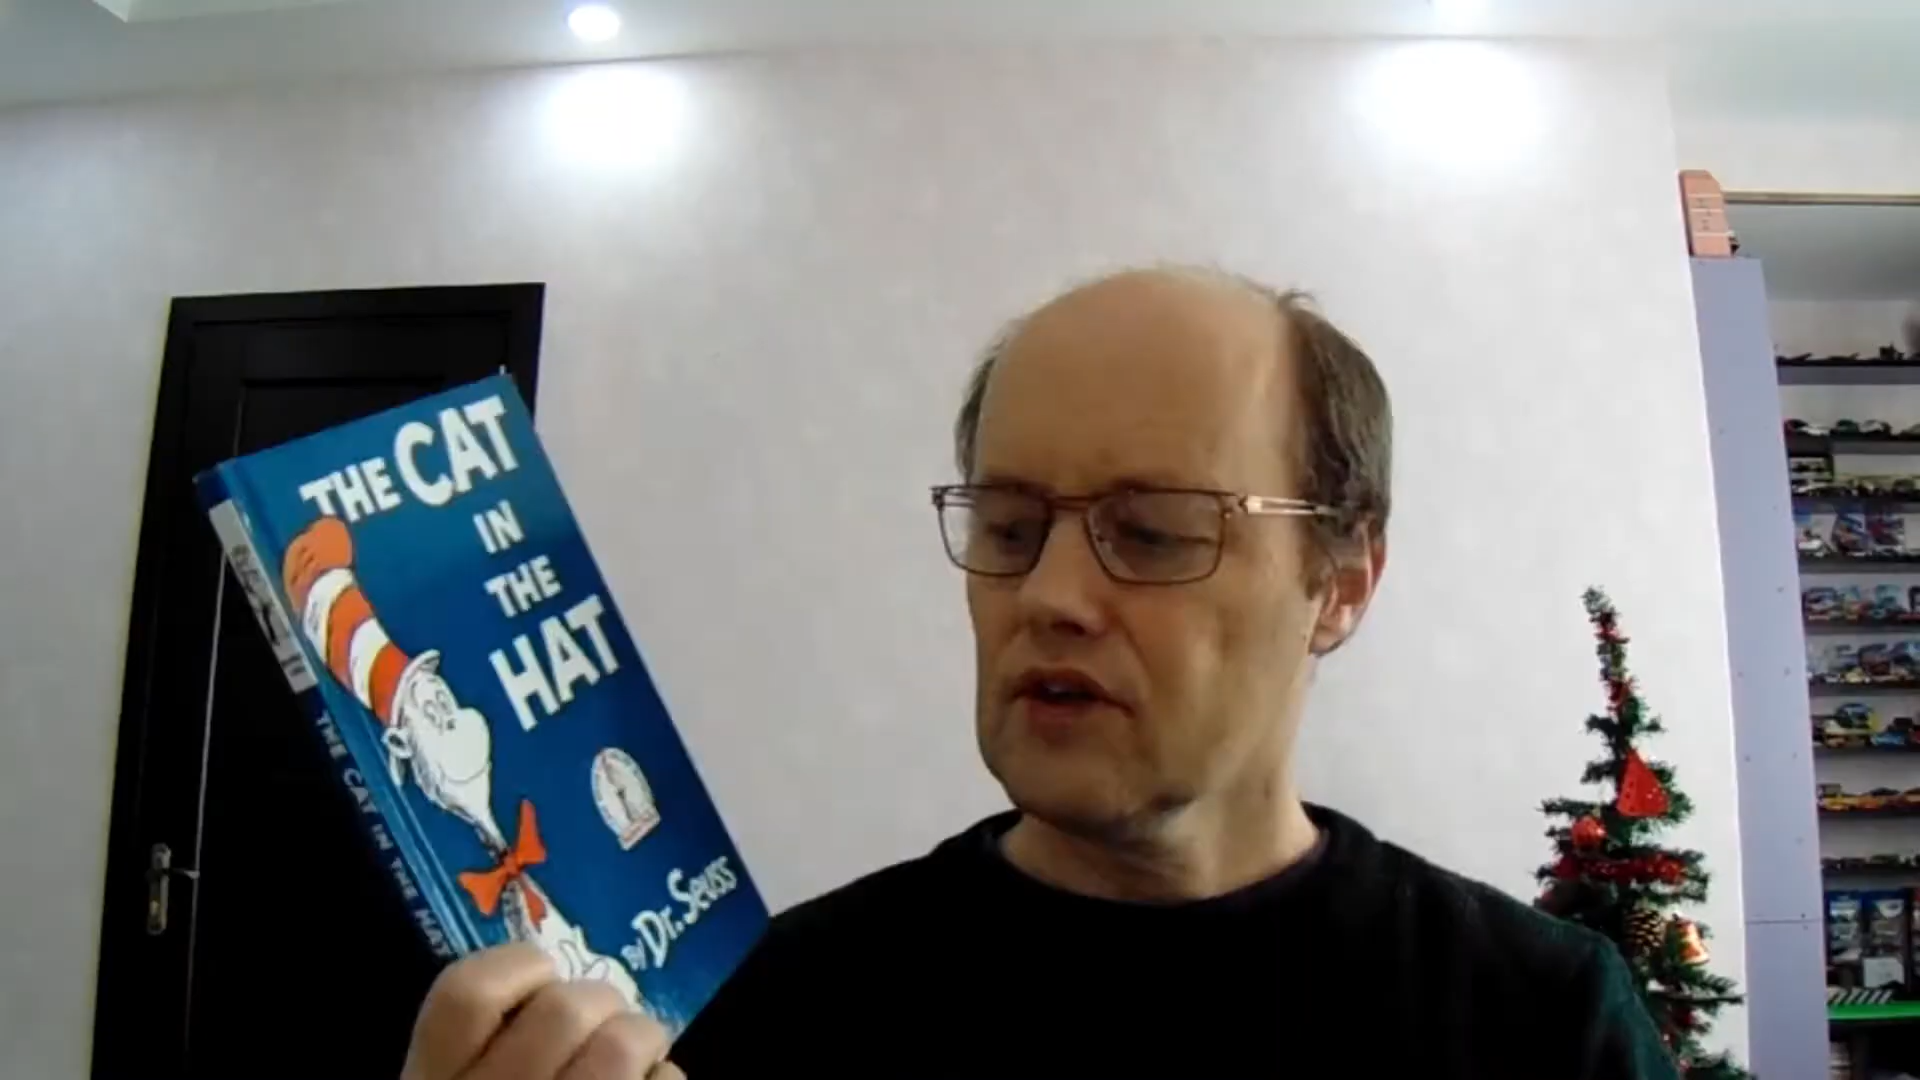 THE CAT
IN
THE
HAT
BY Dr. Seuss
THE CAT IN THE HAT